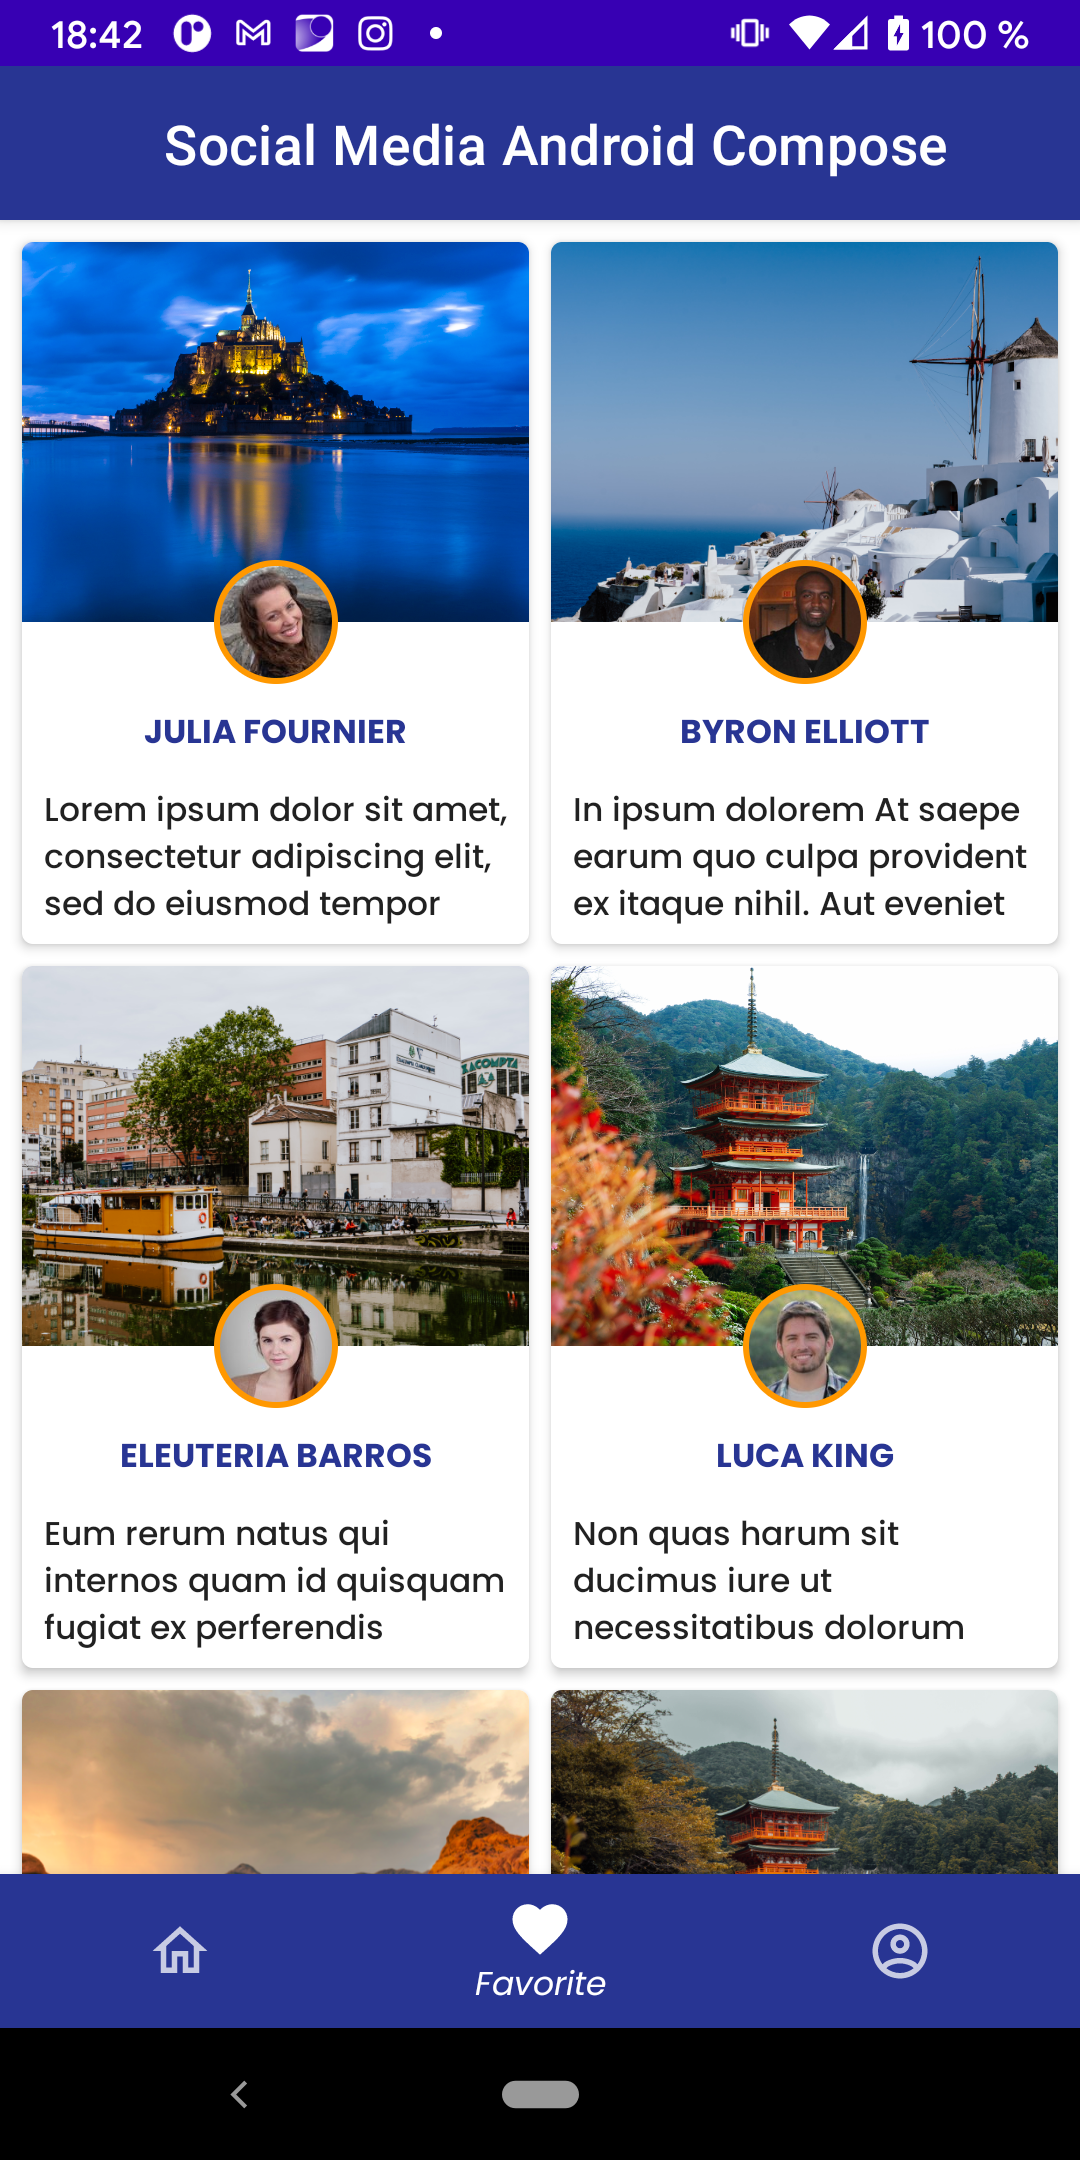 18:42
100 %
Social Media Android Compose
JULIA FOURNIER
Lorem ipsum dolor sit amet,
consectetur adipiscing elit,
sed do eiusmod tempor
BYRON ELLIOTT
In ipsum dolorem At saepe
earum quo culpa provident
ex itaque nihil. Aut eveniet
ELEUTERIA BARROS
Eum rerum natus qui
internos quam id quisquam
fugiat ex perferendis
LUCA KING
Non quas harum sit
ducimus iure ut
necessitatibus dolorum
Favorite